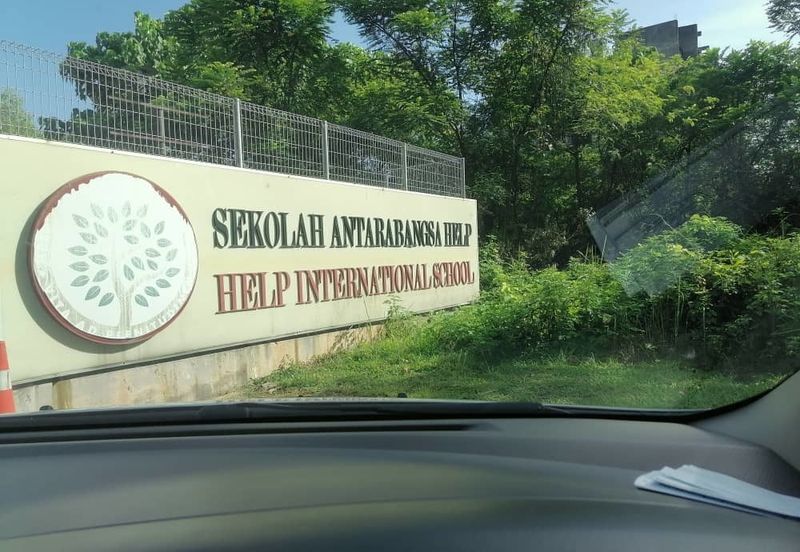 SEKOLAH ANTARABANGSA HELP
HELP INTERNATIONAL SCHOOL